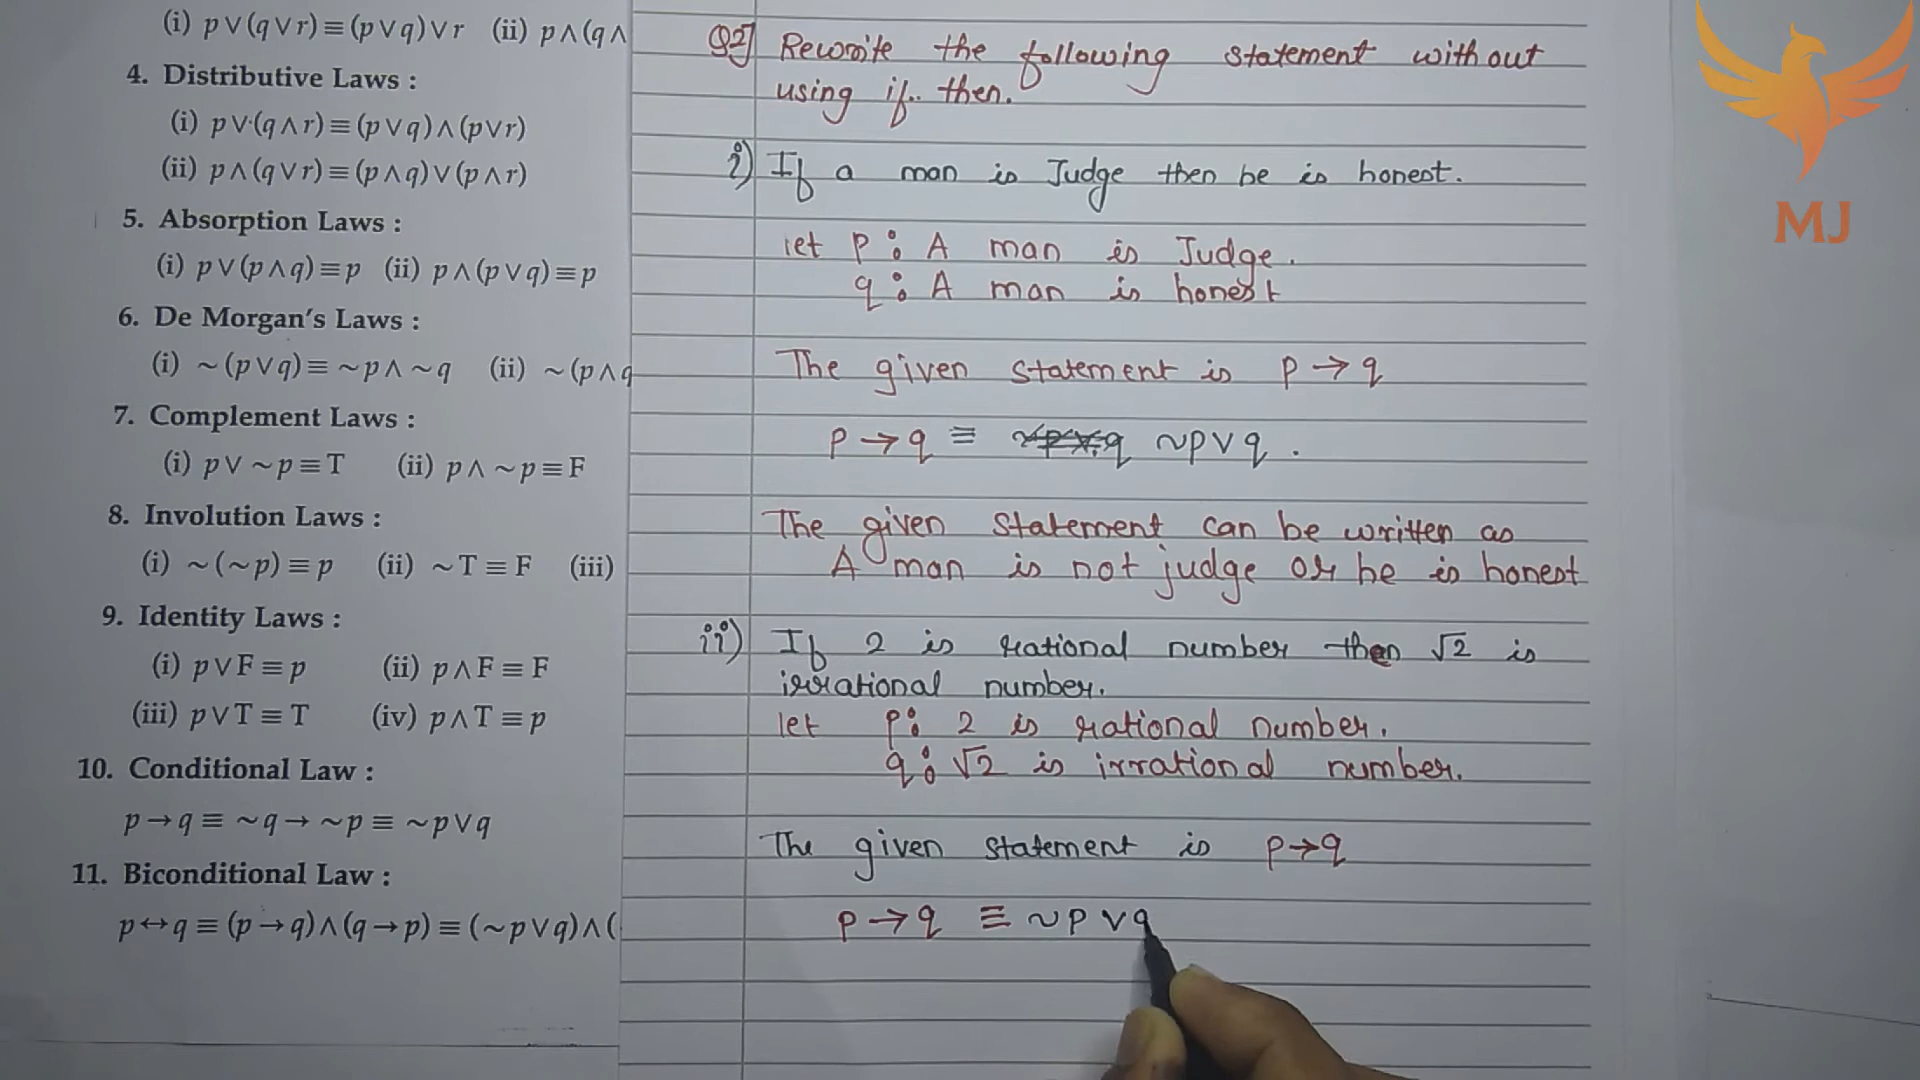 (i) p∨(q∨r)≡(p∨q)∨r (ii) p∧(q∧
4. Distributive Laws :
(i) p∨(q∧r)≡(p∨q)∧(p∨r)
(ii) p∧(q∨r)≡(p∧q)∨(p∧r)
5. Absorption Laws :
(i) p∨(p∧q)≡p (ii) p∧(p∨q)≡p
6. De Morgan's Laws :
(i) ~(p∨q)≡~p∧~q (ii) ~(p∧q
7. Complement Laws :
(i) p∨~p≡T (ii) p∧~p≡F
8. Involution Laws :
(i) ~(~p)≡p (ii) ~T≡F (iii)
9. Identity Laws :
(i) p∨F≡p (ii) p∧F≡F
(iii) p∨T≡T (iv) p∧T≡p
10. Conditional Law :
p→q≡~q→~p≡~p∨q
11. Biconditional Law :
p↔q≡(p→q)∧(q→p)≡(~p∨q)∧(
Q2] Rewrite the following statement without
using if.. then.
i) If a man is Judge then be is honest.
let p: A man is Judge.
q: A man is honest
The given statement is p→q
p→q ≡ ~p∨q .
The given statement can be written as
A man is not judge or he is honest
ii) If 2 is rational number then √2 is
irrational number.
let p: 2 is rational number.
q: √2 is irrational number.
The given statement is p→q
p→q ≡ ~p∨q
MJ